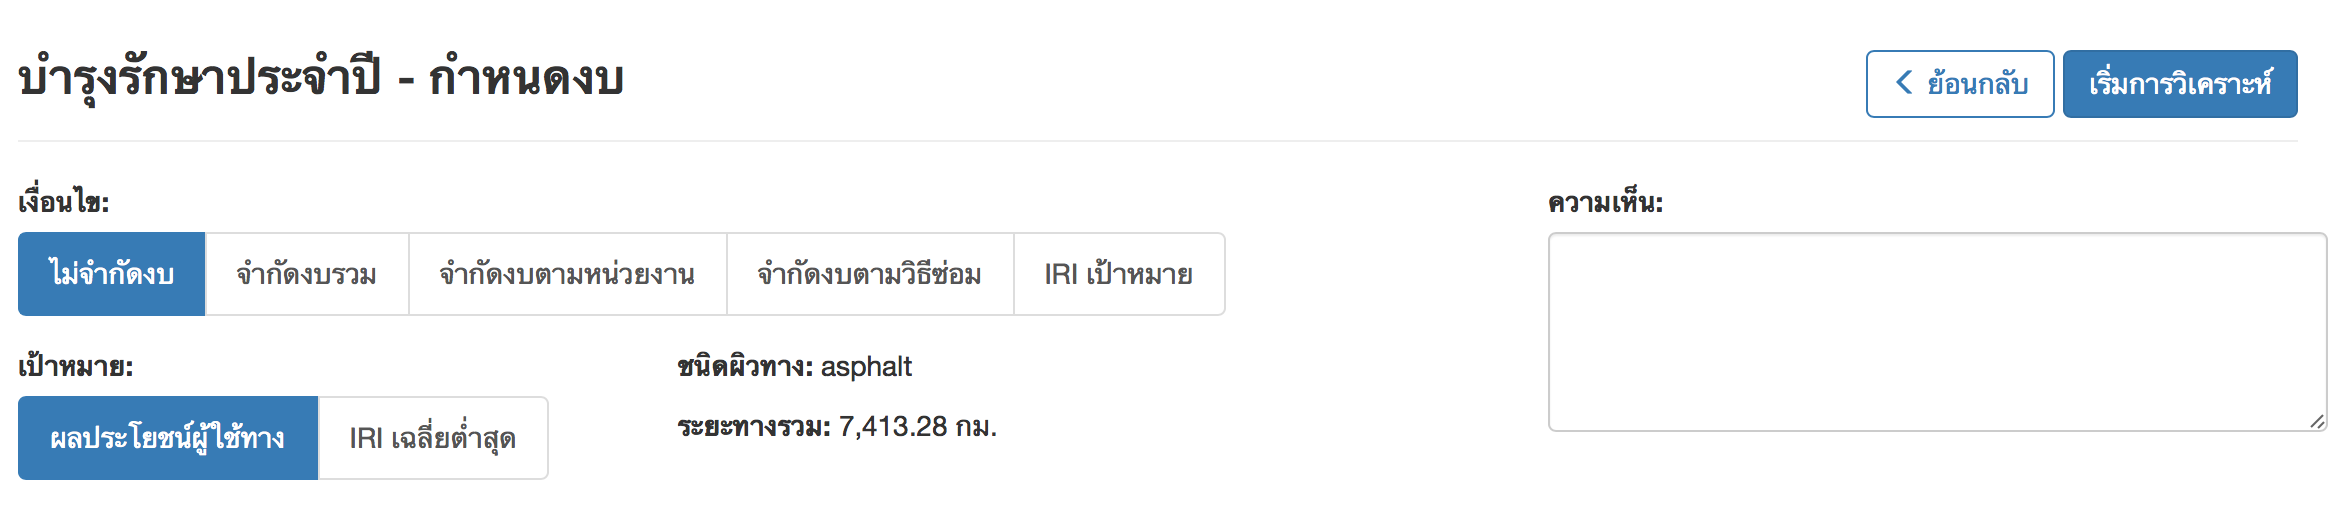 บำรุงรักษาประจำปี - กำหนดงบ
ย้อนกลับ
เริ่มการวิเคราะห์
เงื่อนไข:
ไม่จำกัดงบ
จำกัดงบรวม
จำกัดงบตามหน่วยงาน
จำกัดงบตามวิธีซ่อม
IRI เป้าหมาย
ความเห็น:
เป้าหมาย:
ผลประโยชน์ผู้ใช้ทาง
IRI เฉลี่ยต่ำสุด
ชนิดผิวทาง: asphalt
ระยะทางรวม: 7,413.28 กม.